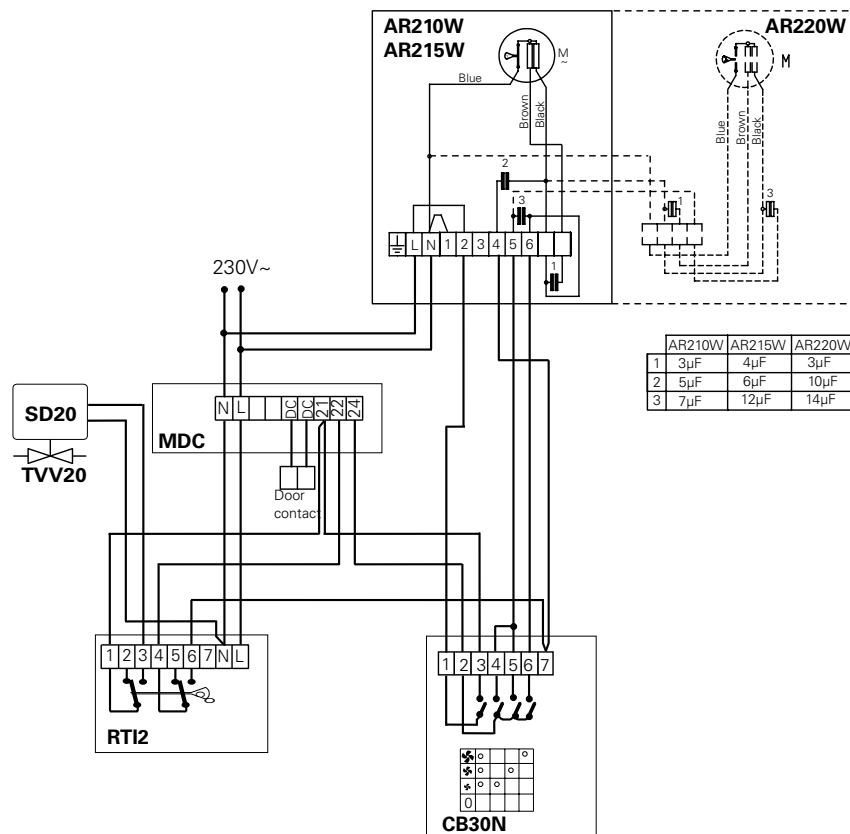 AR210W
AR215W
AR220W
M
~
M
Blue
Brown
Black
Blue
Brown
Black
2
3
1
3
L N 1 2 3 4 5 6
1
230V~
AR210W AR215W AR220W
1 3µF 4µF 3µF
2 5µF 6µF 10µF
3 7µF 12µF 14µF
SD20
TVV20
N L DC DC 21 22 24
MDC
Door
contact
1 2 3 4 5 6 7 N L
RTI2
1 2 3 4 5 6 7
0
CB30N